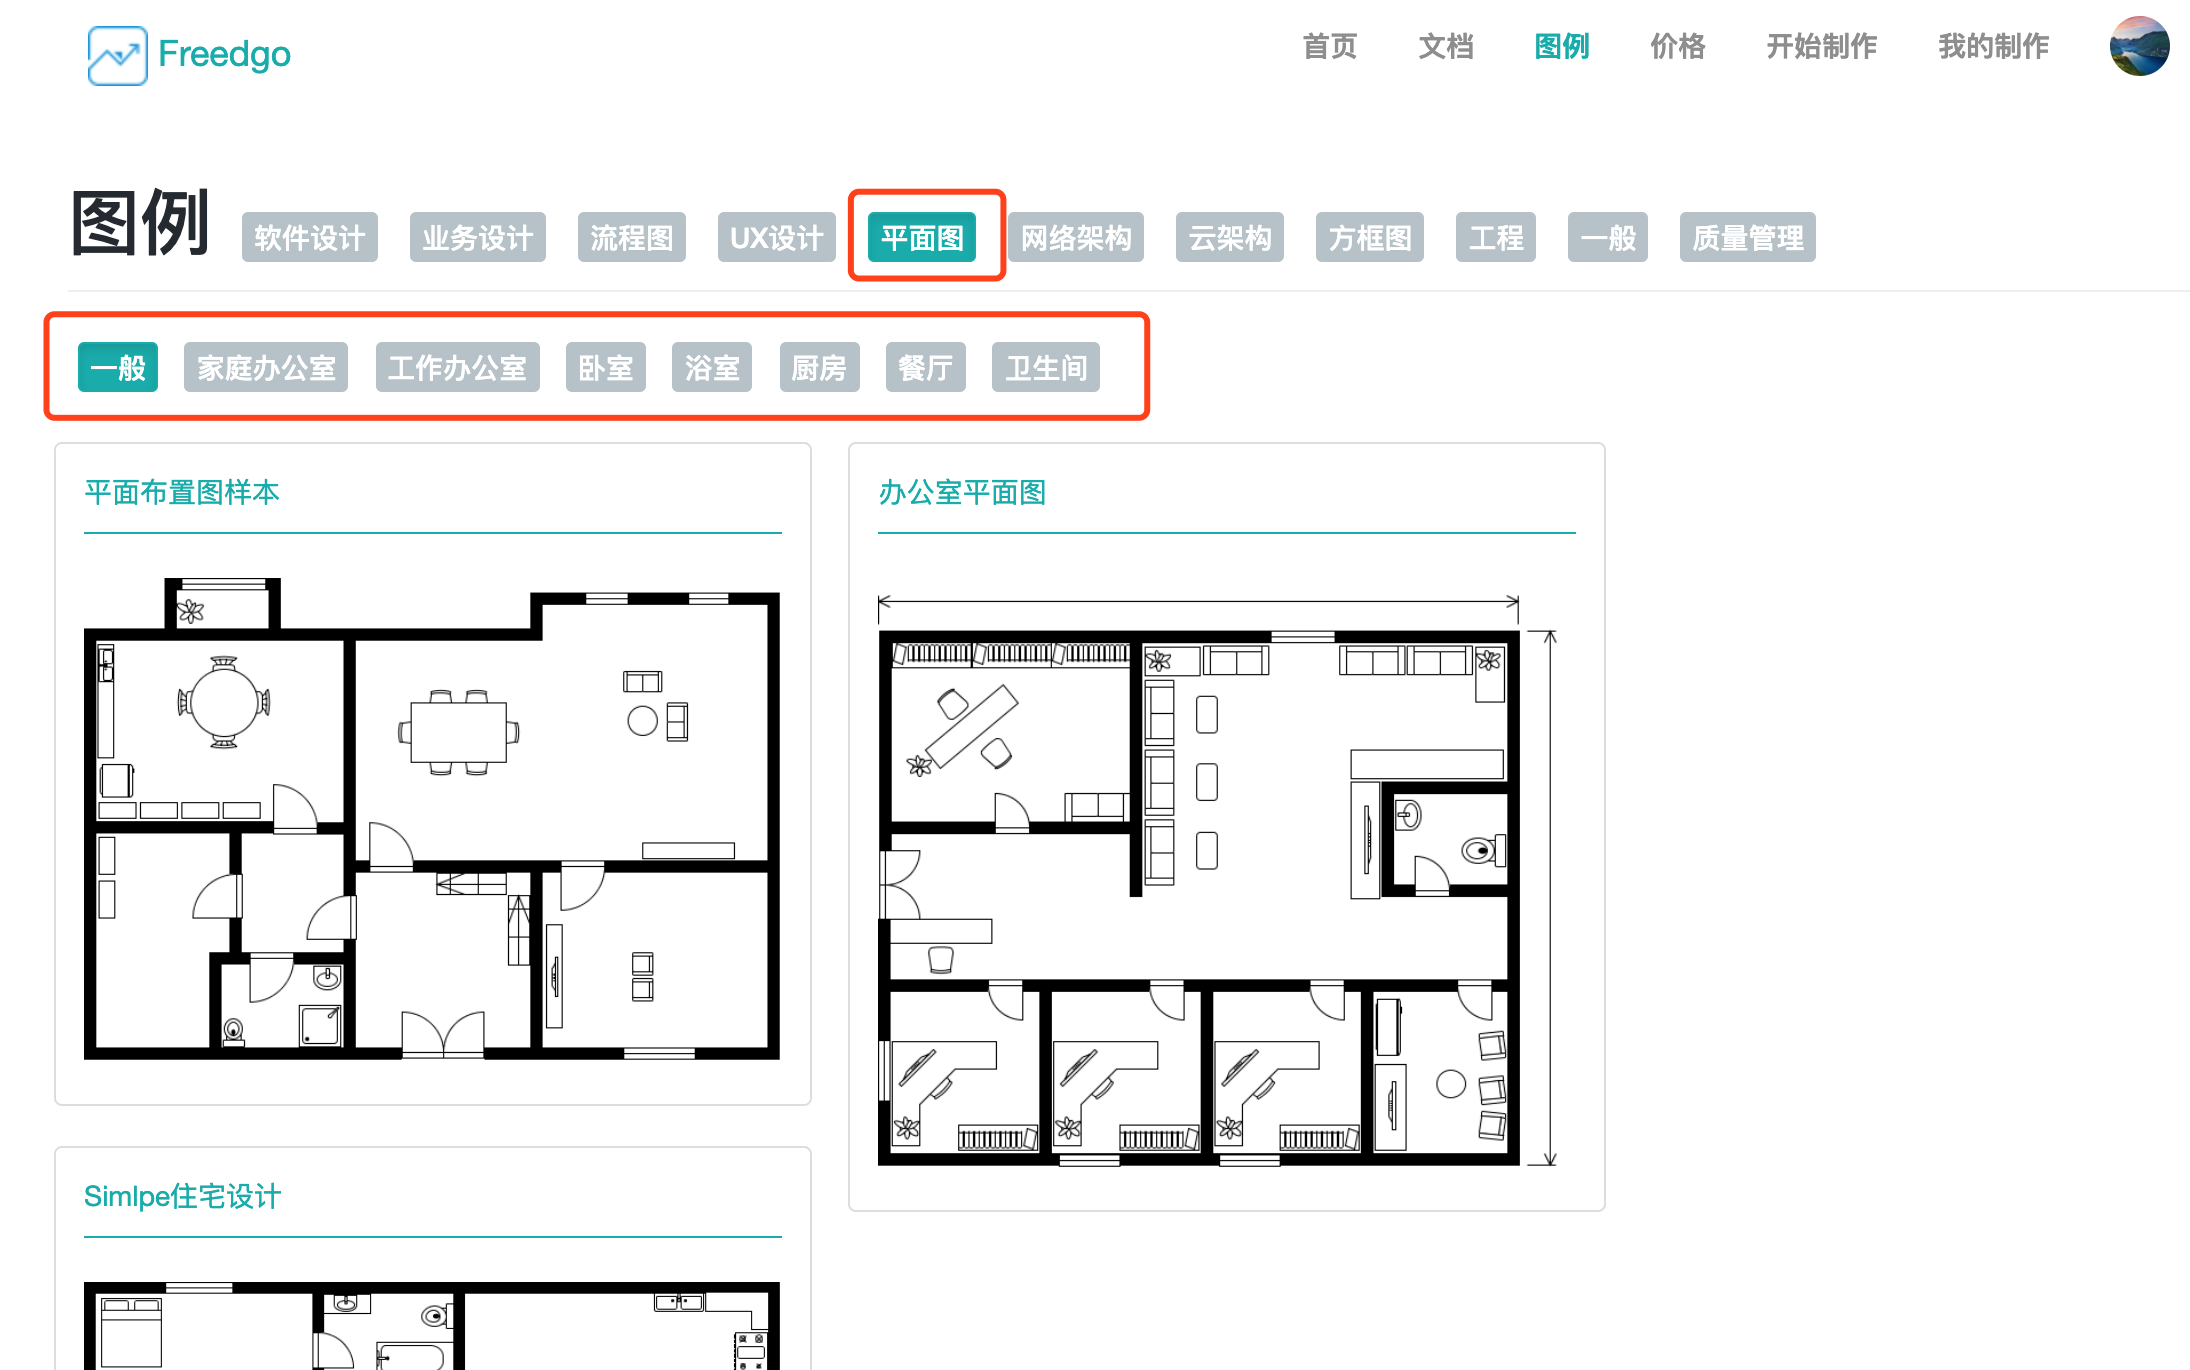 Freedgo
首页 文档 图例 价格 开始制作 我的制作
图例 软件设计 业务设计 流程图 UX设计 平面图 网络架构 云架构 方框图 工程 一般 质量管理
一般 家庭办公室 工作办公室 卧室 浴室 厨房 餐厅 卫生间
平面布置图样本
办公室平面图
Simlpe住宅设计